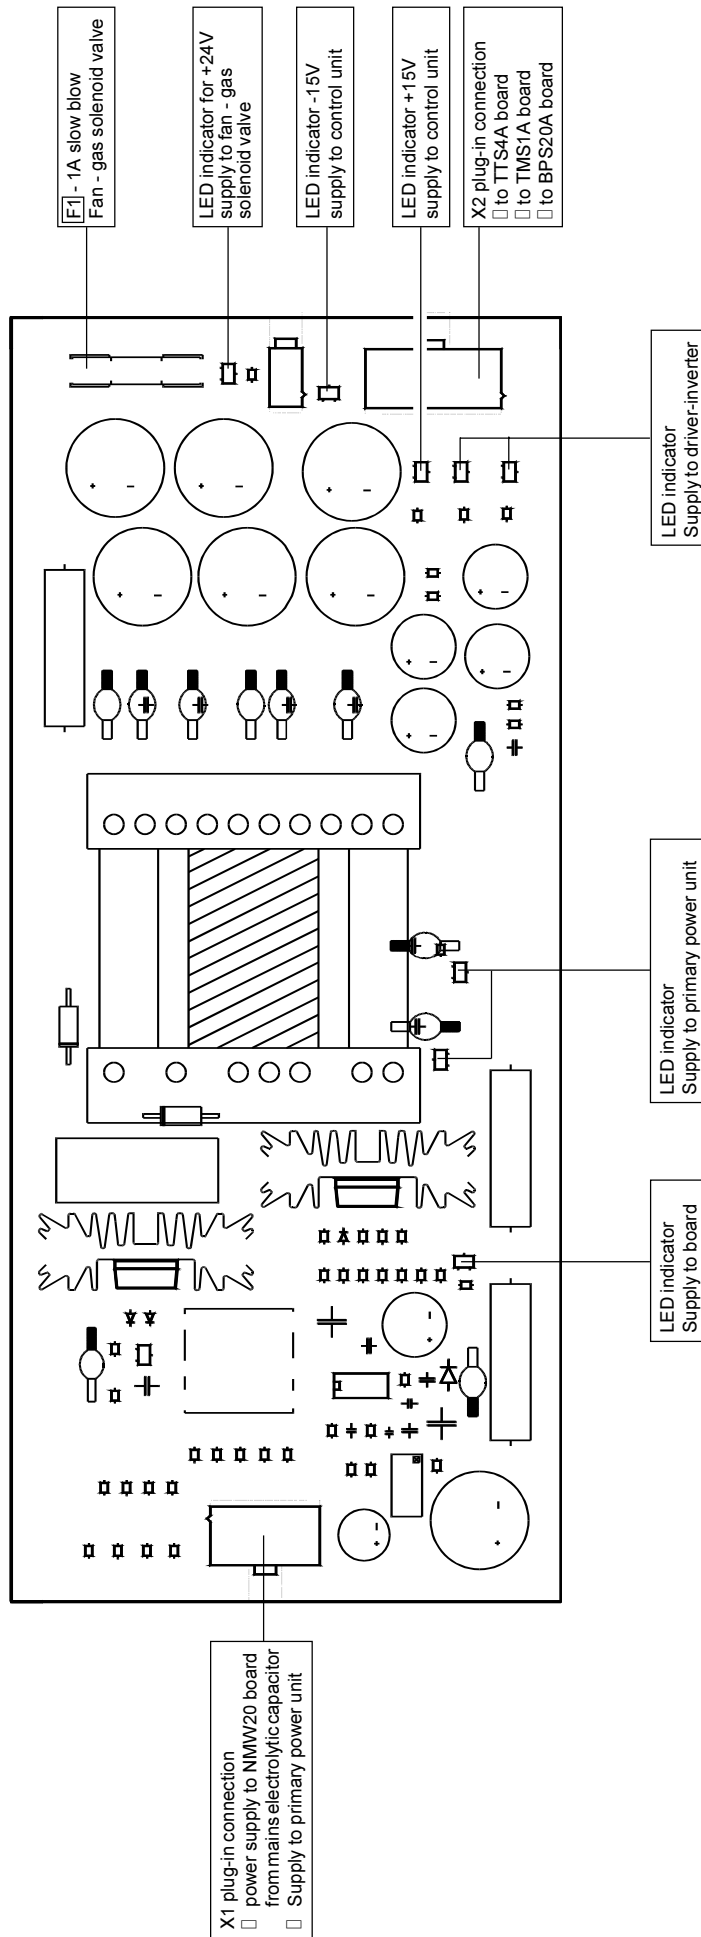 F1 - 1A slow blow
Fan - gas solenoid valve
LED indicator for +24V
supply to fan - gas
solenoid valve
LED indicator -15V
supply to control unit
LED indicator +15V
supply to control unit
X2 plug-in connection
□ to TTS4A board
□ to TMS1A board
□ to BPS20A board
LED indicator
Supply to driver-inverter
LED indicator
Supply to primary power unit
LED indicator
Supply to board
X1 plug-in connection
□ power supply to NMW20 board
from mains electrolytic capacitor
□ Supply to primary power unit